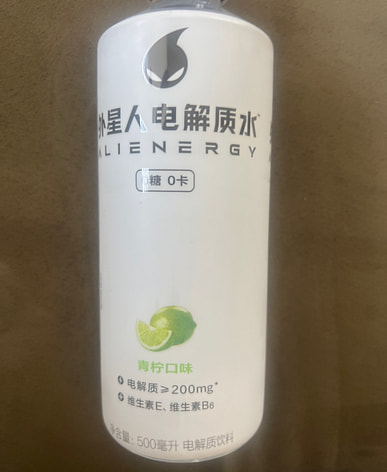 外星人电解质水
ALIENERGY
0糖 0卡
青柠口味
电解质≥200mg*
维生素E、维生素B6
净含量: 500毫升 电解质饮料